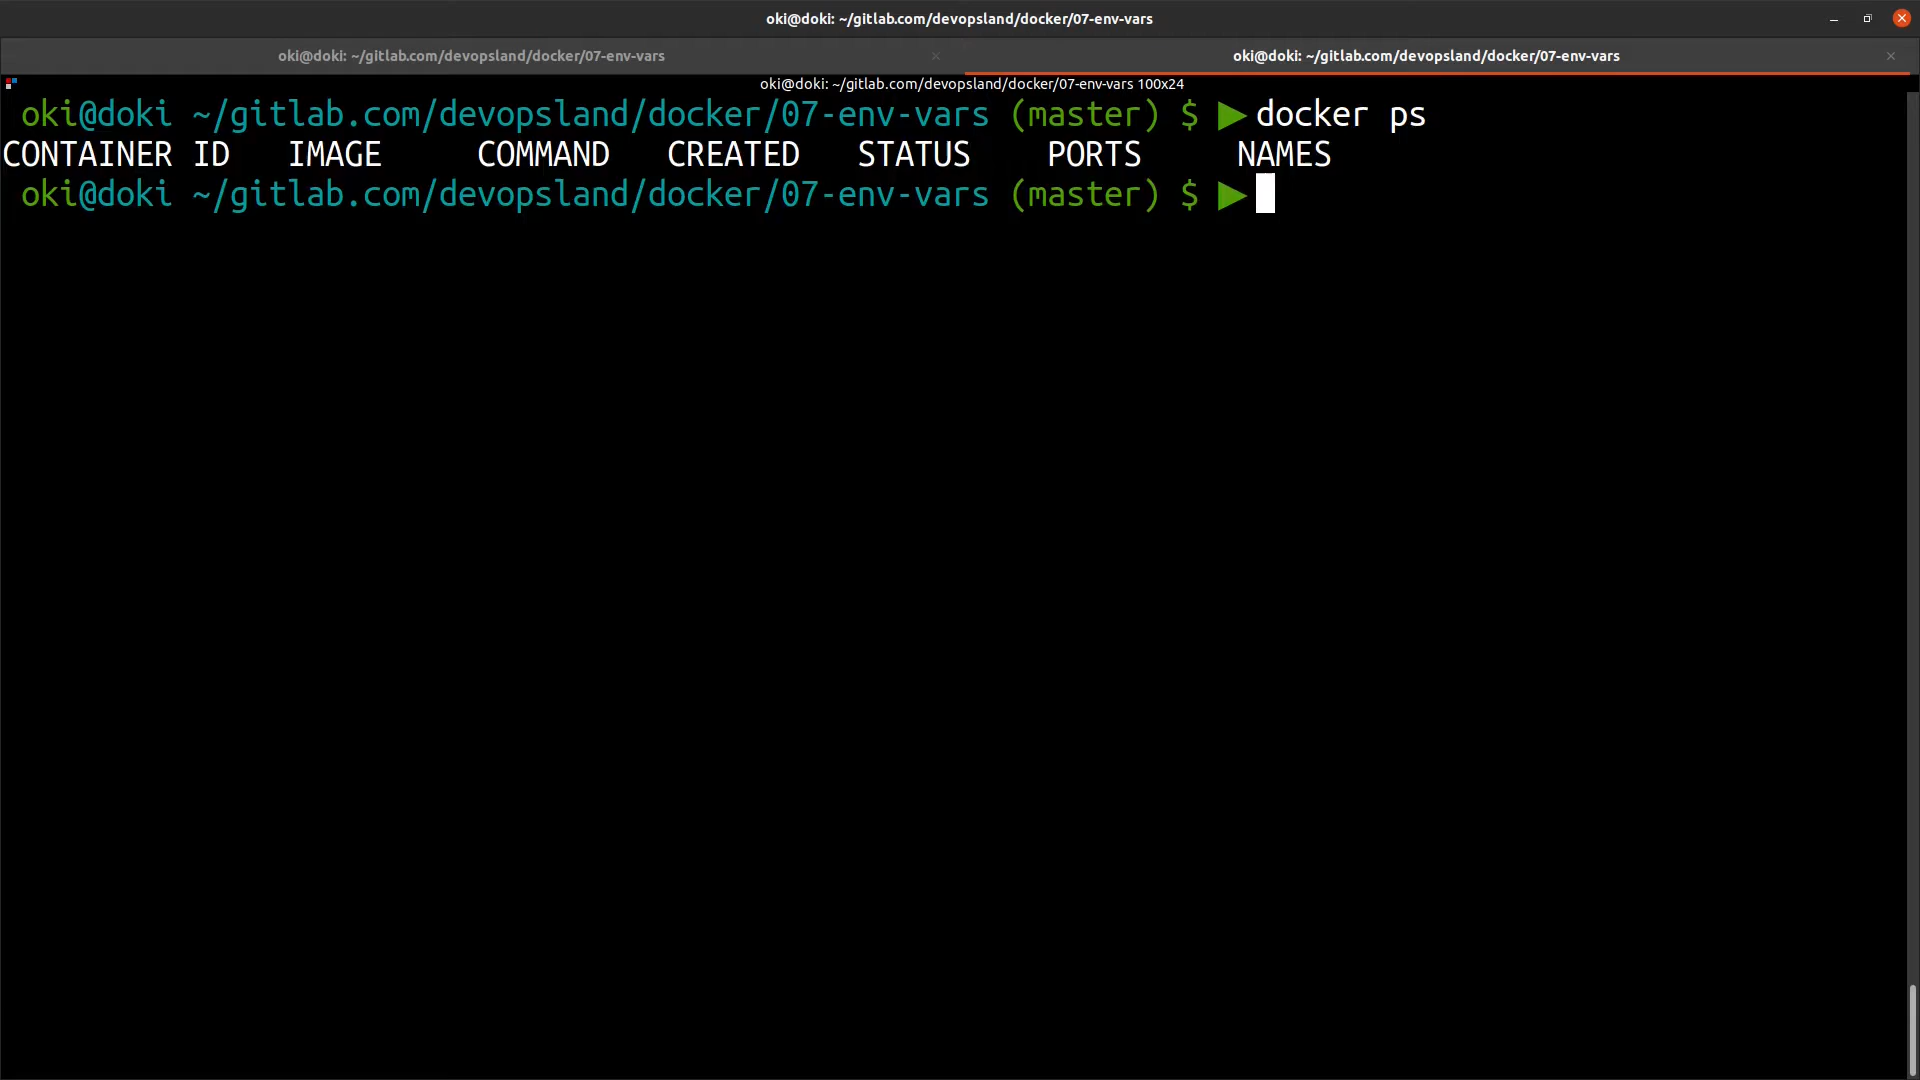 oki@doki: ~/gitlab.com/devopsland/docker/07-env-vars
oki@doki: ~/gitlab.com/devopsland/docker/07-env-vars × oki@doki: ~/gitlab.com/devopsland/docker/07-env-vars ×
oki@doki: ~/gitlab.com/devopsland/docker/07-env-vars 100x24
oki@doki ~/gitlab.com/devopsland/docker/07-env-vars (master) $ ▶docker ps
CONTAINER ID   IMAGE     COMMAND   CREATED   STATUS    PORTS     NAMES
oki@doki ~/gitlab.com/devopsland/docker/07-env-vars (master) $ ▶